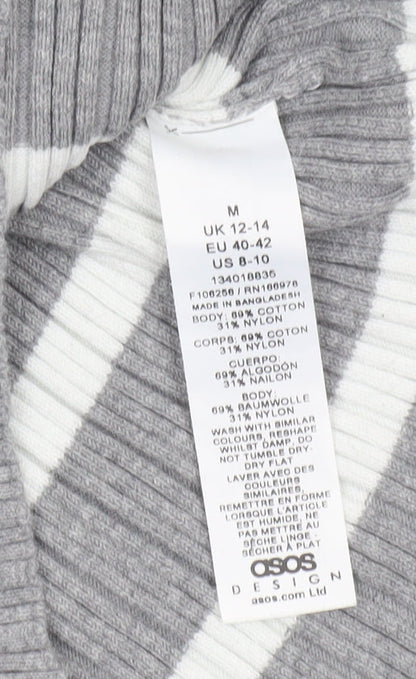 M
UK 12-14
EU 40-42
US 8-10
134018835
F106256 / RN166978
MADE IN BANGLADESH
BODY: 69% COTTON
31% NYLON
CORPS: 69% COTON
31% NYLON
CUERPO:
69% ALGODÓN
31% NAILON
BODY:
69% BAUMWOLLE
31% NYLON
WASH WITH SIMILAR
COLOURS, RESHAPE
WHILST DAMP, DO
NOT TUMBLE DRY-
DRY FLAT
LAVER AVEC DES
COULEURS
SIMILAIRES,
REMETTRE EN FORME
LORSQUE L'ARTICLE
EST HUMIDE, NE
PAS METTRE AU
SÈCHE LINGE -
SÉCHER À PLAT
asos
DESIGN
asos.com Ltd